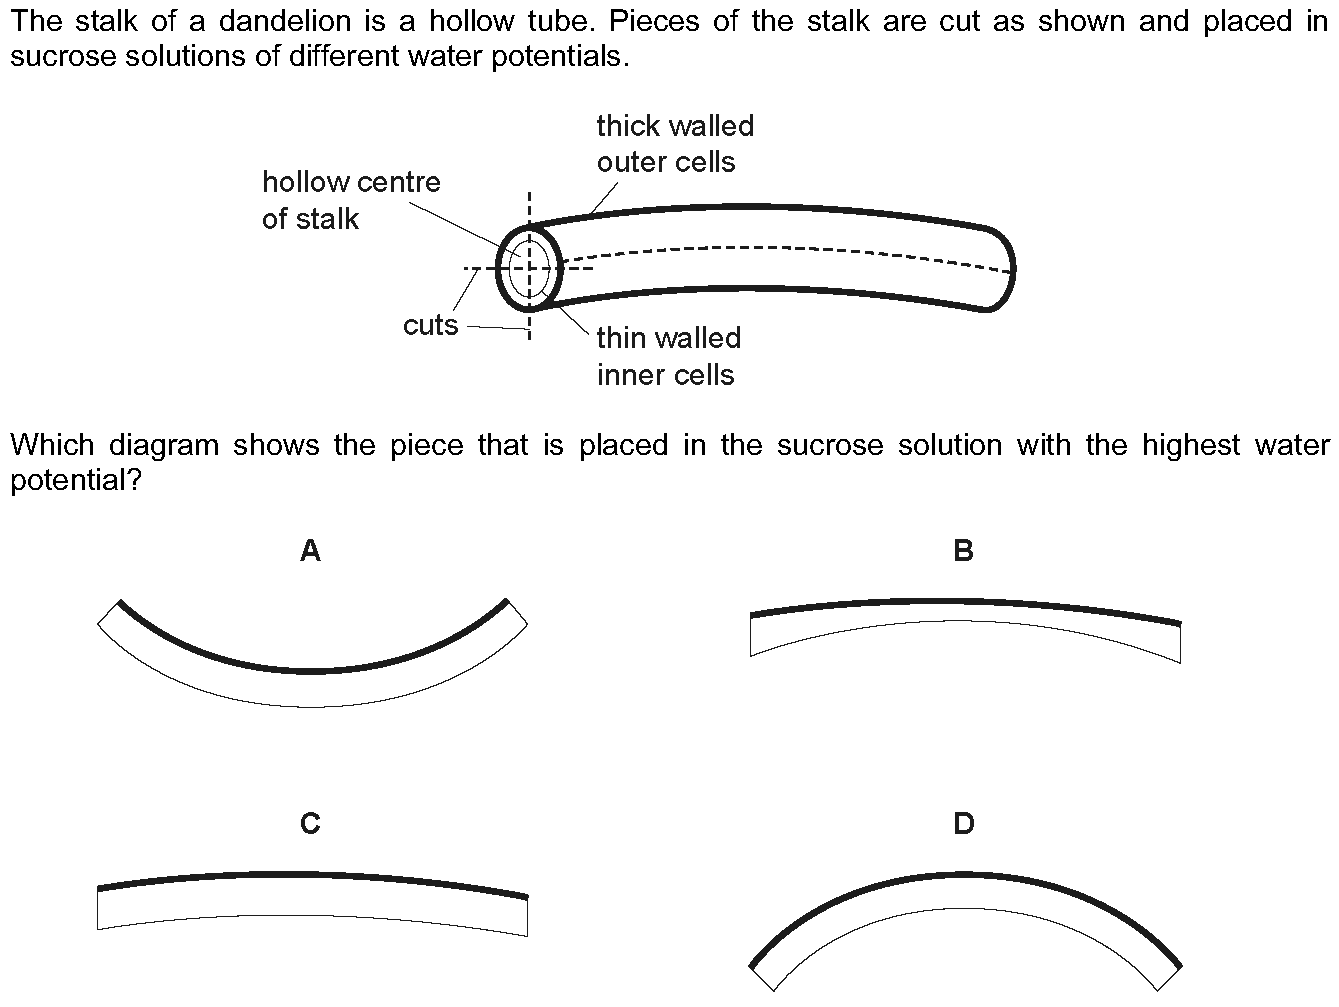 The stalk of a dandelion is a hollow tube. Pieces of the stalk are cut as shown and placed in
sucrose solutions of different water potentials.
thick walled
outer cells
hollow centre
of stalk
cuts
thin walled
inner cells
Which diagram shows the piece that is placed in the sucrose solution with the highest water
potential?
A
B
C
D